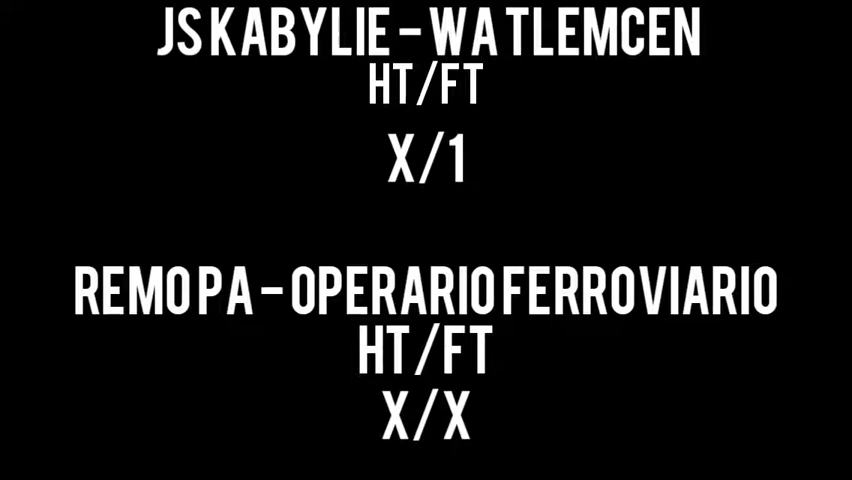 JS KABYLIE - WA TLEMCEN
HT/FT
X/1
REMO PA - OPERARIO FERROVIARIO
HT/FT
X/X